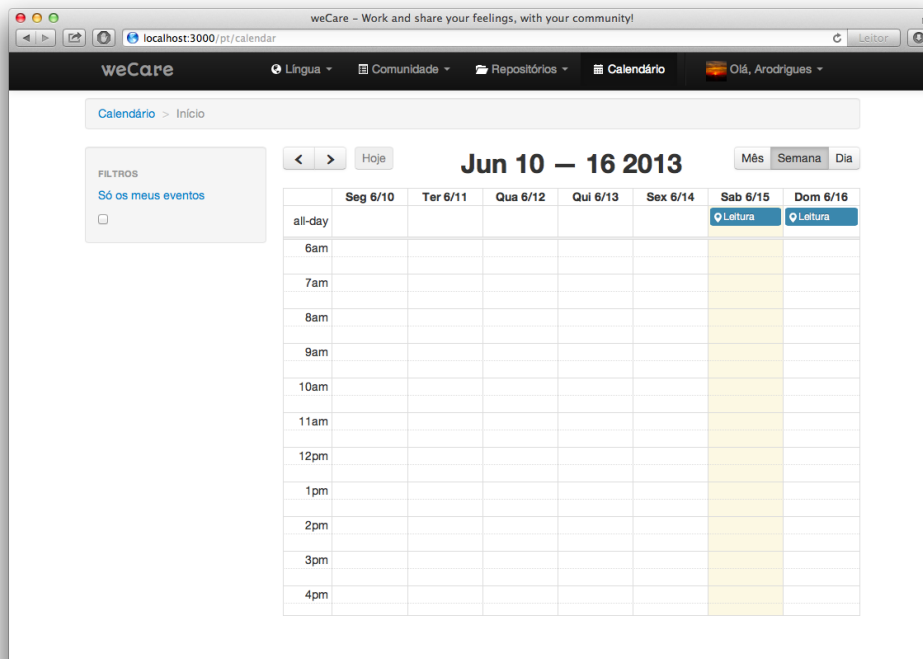 weCare – Work and share your feelings, with your community!
localhost:3000/pt/calendar
Leitor
weCare
Língua
Comunidade
Repositórios
Calendário
Olá, Arodrigues
Calendário > Início
FILTROS
Só os meus eventos
Hoje
Jun 10 — 16 2013
Mês Semana Dia
Seg 6/10 Ter 6/11 Qua 6/12 Qui 6/13 Sex 6/14 Sab 6/15 Dom 6/16
all-day Leitura Leitura
6am
7am
8am
9am
10am
11am
12pm
1pm
2pm
3pm
4pm